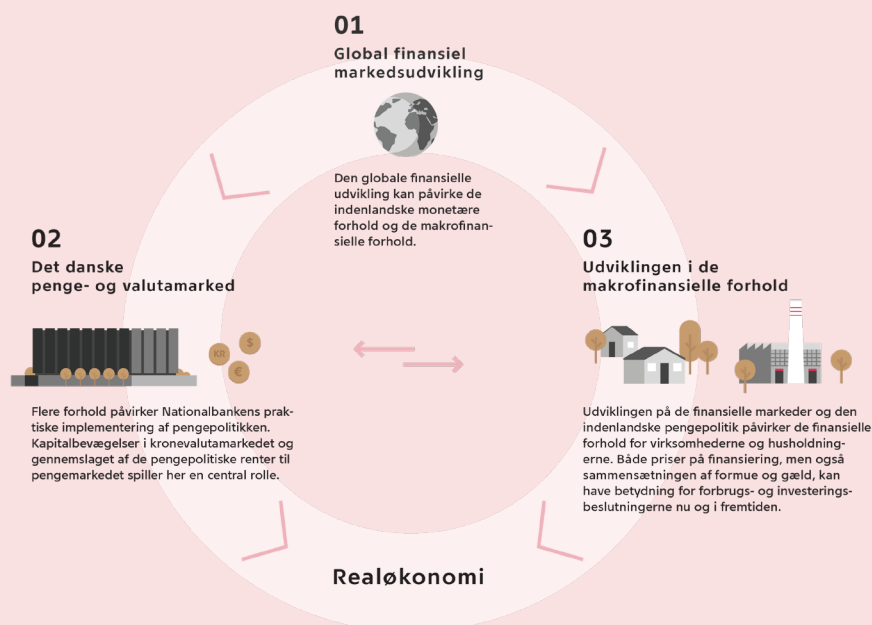 01
Global finansiel
markedsudvikling
Den globale finansielle
udvikling kan påvirke de
indenlandske monetære
forhold og de makrofinan-
sielle forhold.
02
Det danske
penge- og valutamarked
KR
$
€
Flere forhold påvirker Nationalbankens prak-
tiske implementering af pengepolitikken.
Kapitalbevægelser i kronevalutamarkedet og
gennemslaget af de pengepolitiske renter til
pengemarkedet spiller her en central rolle.
03
Udviklingen i de
makrofinansielle forhold
Udviklingen på de finansielle markeder og den
indenlandske pengepolitik påvirker de finansielle
forhold for virksomhederne og husholdning-
erne. Både priser på finansiering, men også
sammensætningen af formue og gæld, kan
have betydning for forbrugs- og investerings-
beslutningerne nu og i fremtiden.
Realøkonomi